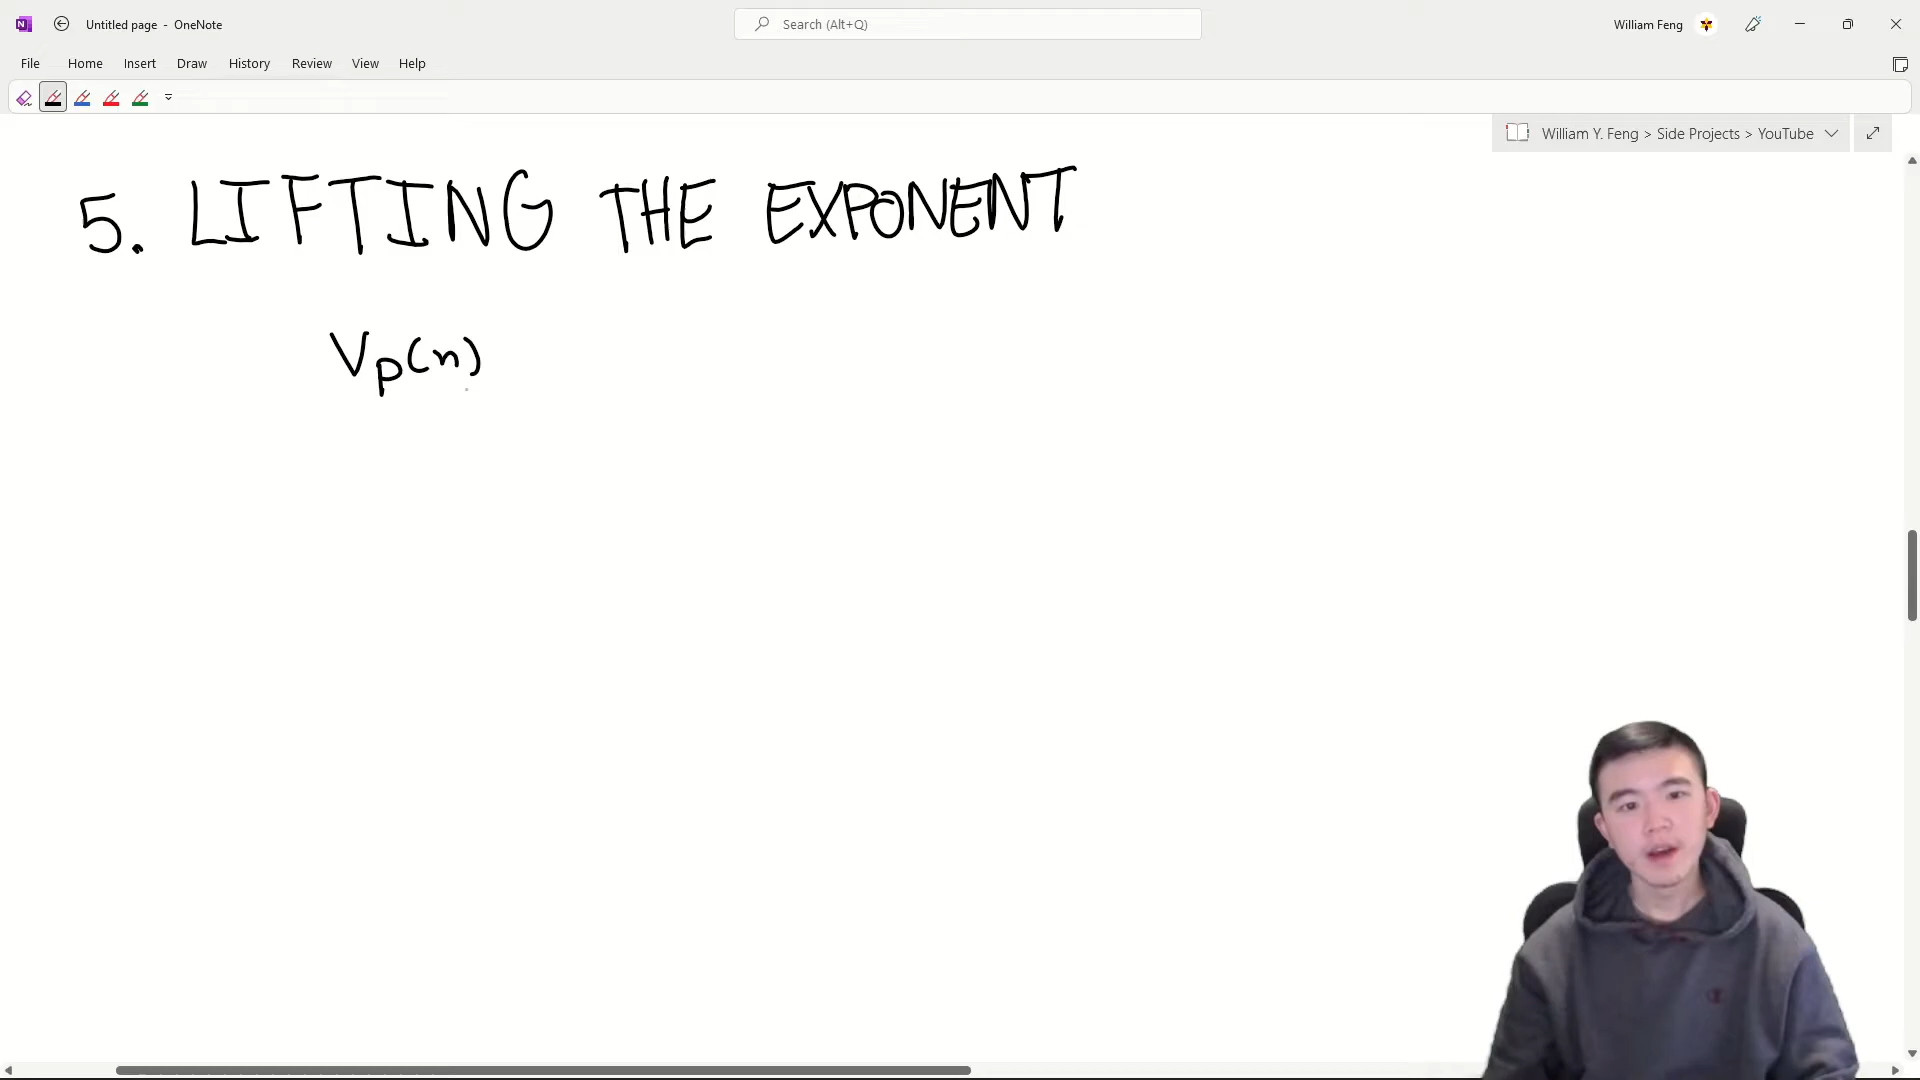 Untitled page - OneNote
Search (Alt+Q)
William Feng
File Home Insert Draw History Review View Help
William Y. Feng > Side Projects > YouTube
5. LIFTING THE EXPONENT
Vp(n)